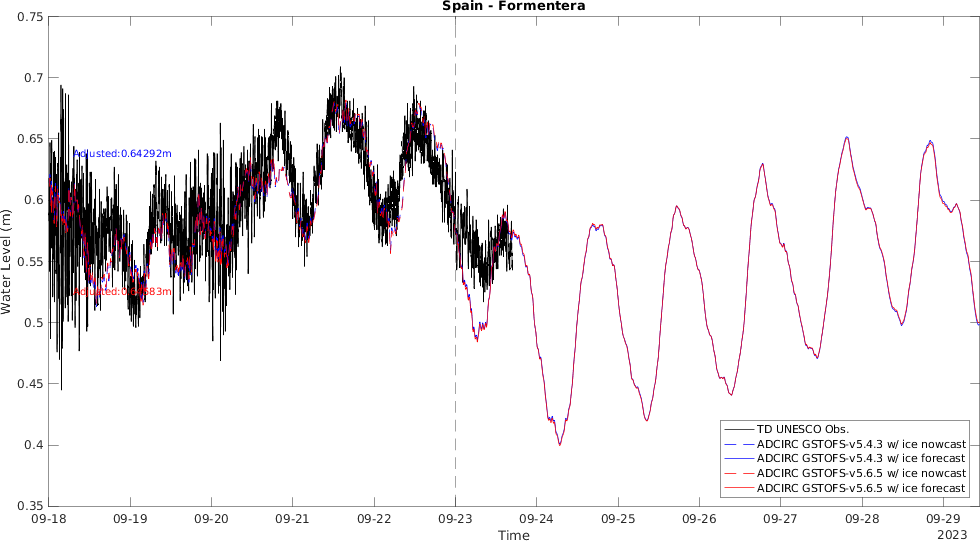 Spain - Formentera
0.75
0.7
0.65
0.6
0.55
0.5
0.45
0.4
0.35
Water Level (m)
Adjusted:0.64292m
09-18
09-19
09-20
09-21
09-22
09-23
09-24
09-25
09-26
09-27
09-28
09-29
2023
Time
TD UNESCO Obs.
ADCIRC GSTOFS-v5.4.3 w/ ice nowcast
ADCIRC GSTOFS-v5.4.3 w/ ice forecast
ADCIRC GSTOFS-v5.6.5 w/ ice nowcast
ADCIRC GSTOFS-v5.6.5 w/ ice forecast